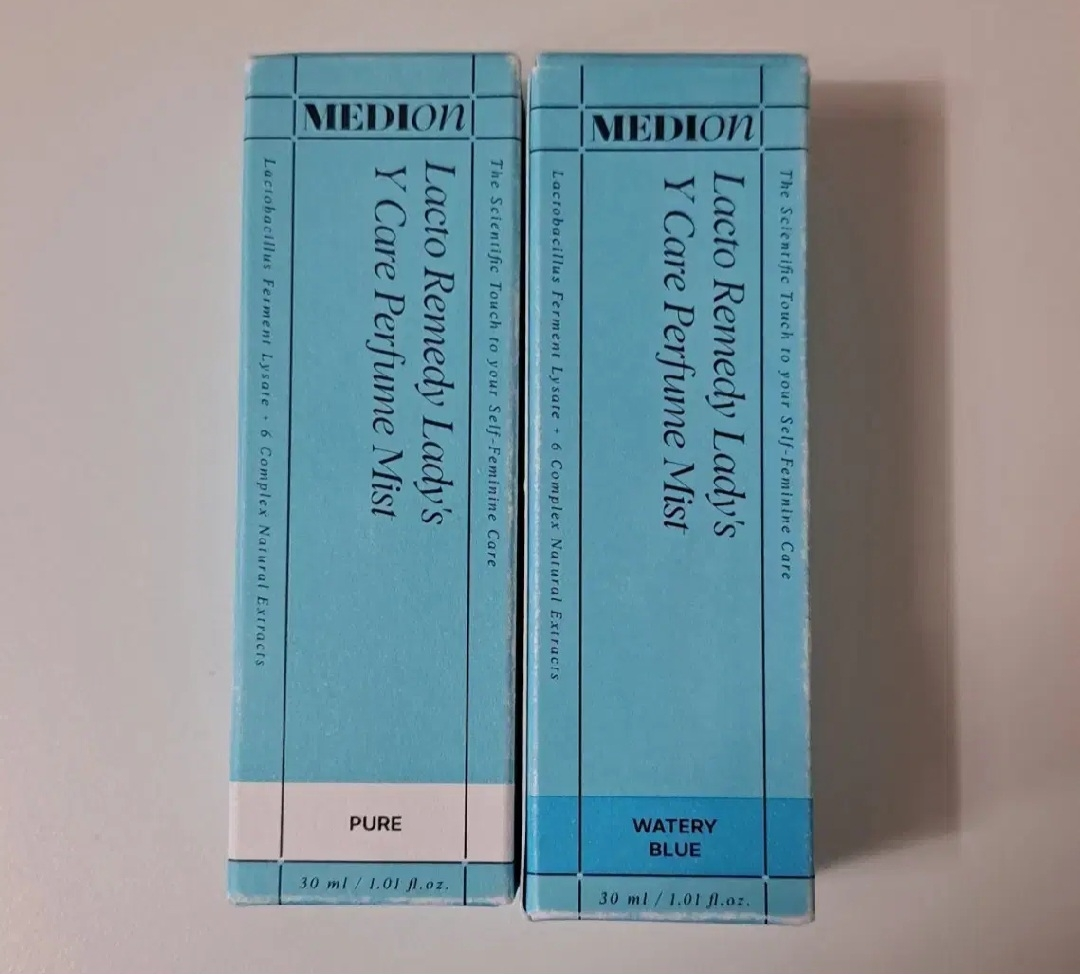 MEDIon
The Scientific Touch to your Self-Feminine Care
Lacto Remedy Lady's
Y Care Perfume Mist
Lactobacillus Ferment Lysate + 6 Complex Natural Extracts
PURE
30 ml / 1.01 fl.oz.
MEDIon
The Scientific Touch to your Self-Feminine Care
Lacto Remedy Lady's
Y Care Perfume Mist
Lactobacillus Ferment Lysate + 6 Complex Natural Extracts
WATERY
BLUE
30 ml / 1.01 fl.oz.